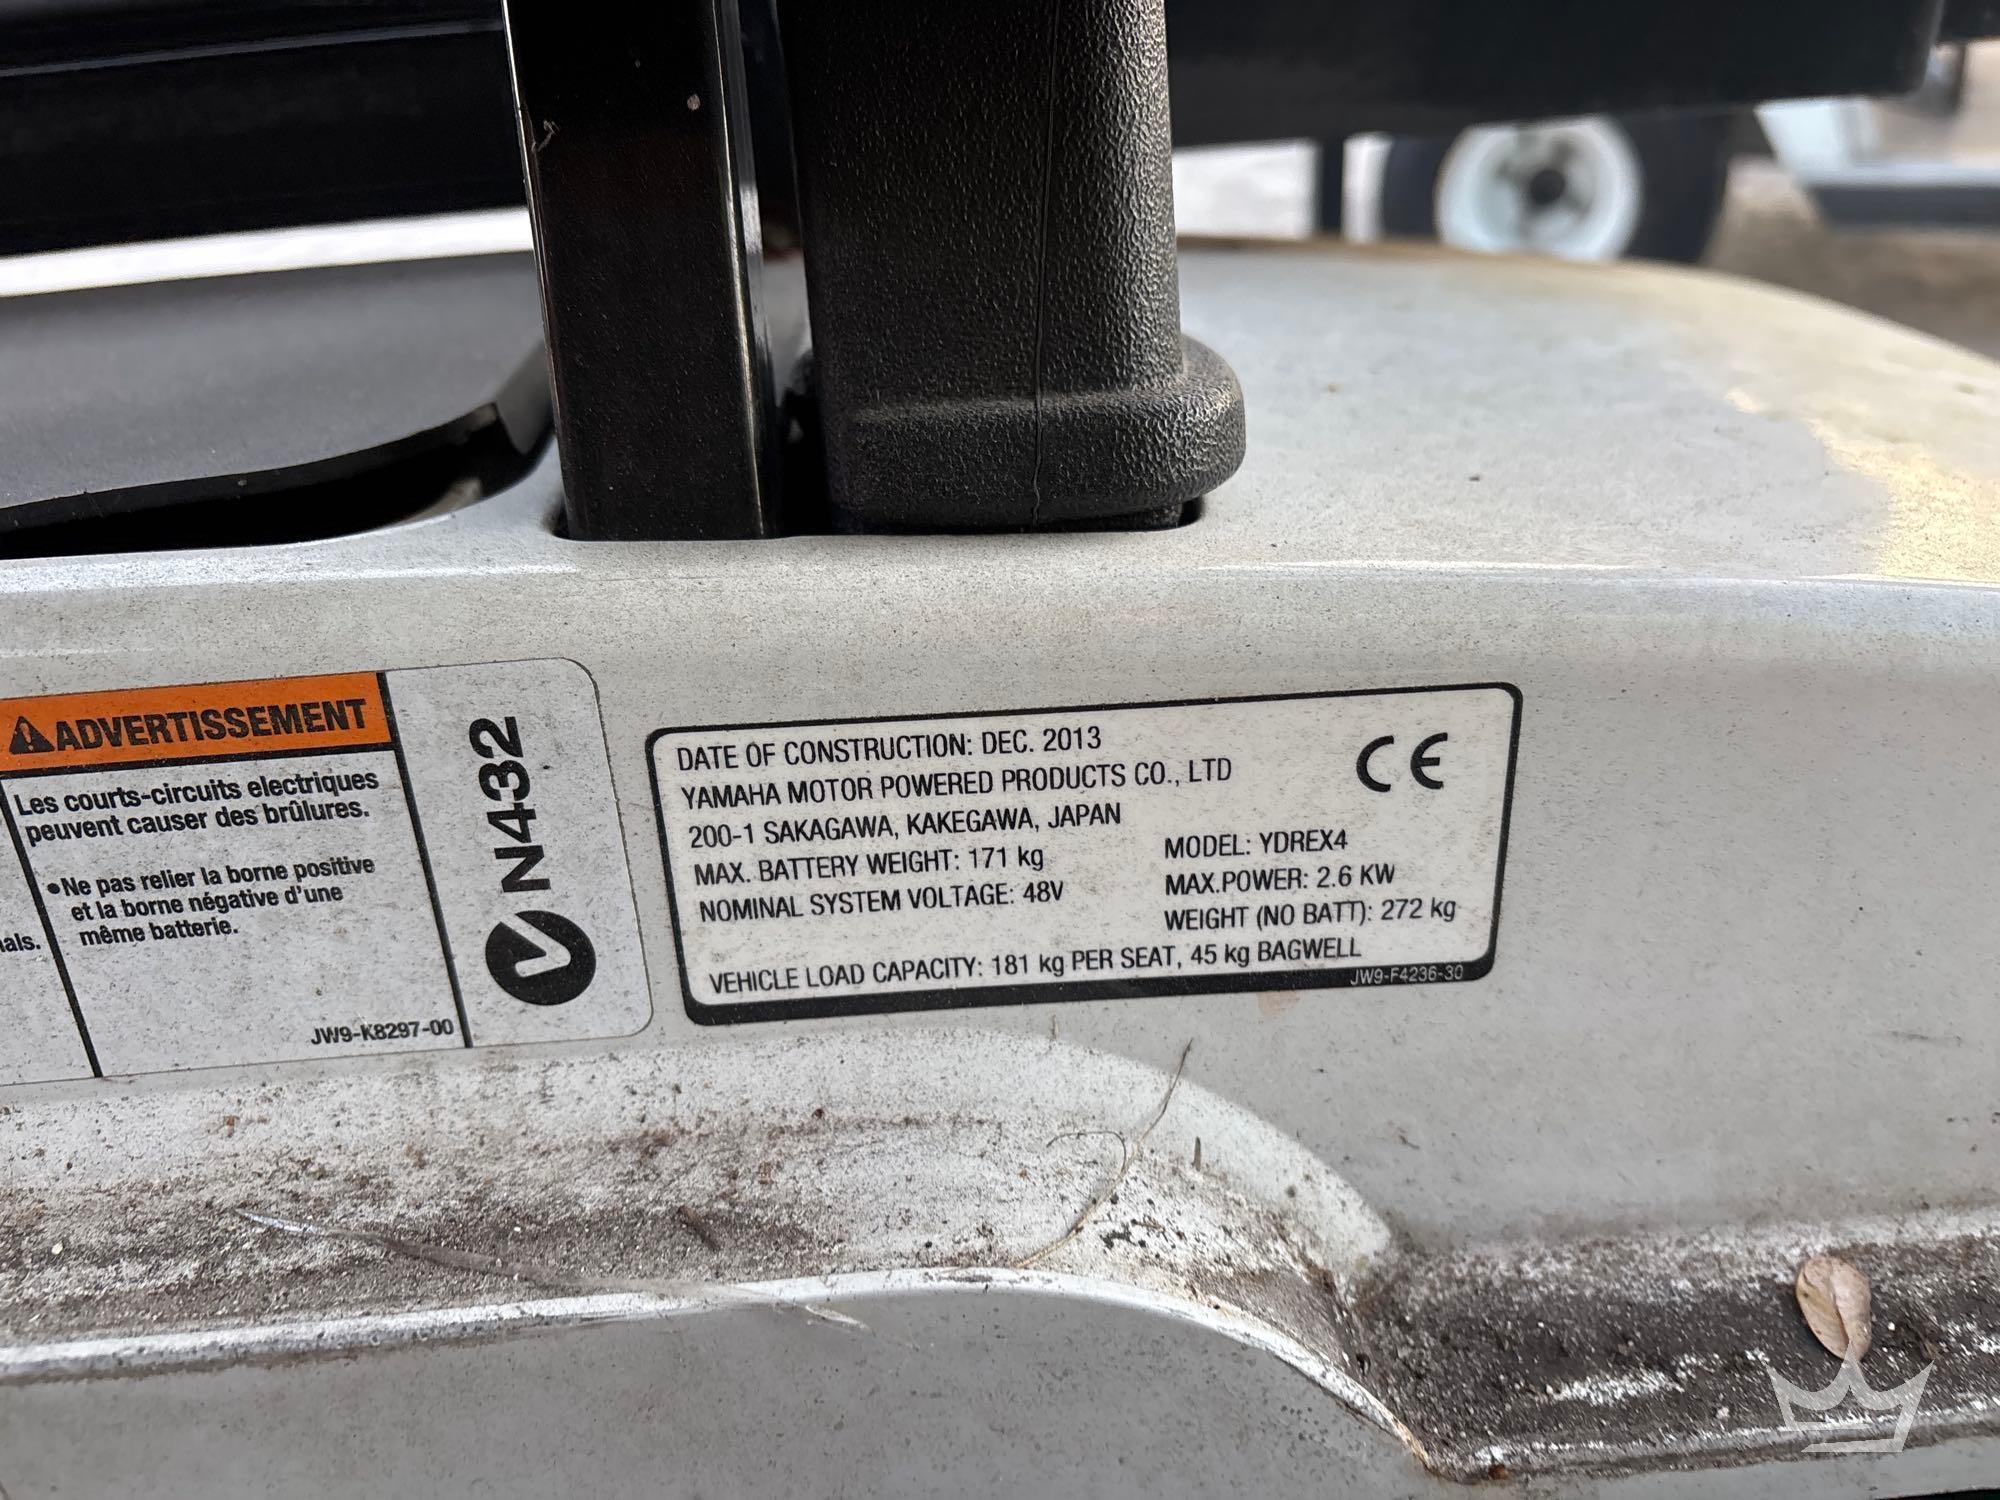 ADVERTISSEMENT
Les courts-circuits electriques
peuvent causer des brûlures.
•Ne pas relier la borne positive
et la borne négative d'une
même batterie.
JW9-K8297-00
N432
DATE OF CONSTRUCTION: DEC. 2013
YAMAHA MOTOR POWERED PRODUCTS CO., LTD
200-1 SAKAGAWA, KAKEGAWA, JAPAN
MAX. BATTERY WEIGHT: 171 kg
NOMINAL SYSTEM VOLTAGE: 48V
CE
MODEL: YDREX4
MAX.POWER: 2.6 KW
WEIGHT (NO BATT): 272 kg
VEHICLE LOAD CAPACITY: 181 kg PER SEAT, 45 kg BAGWELL
JW9-F4236-30